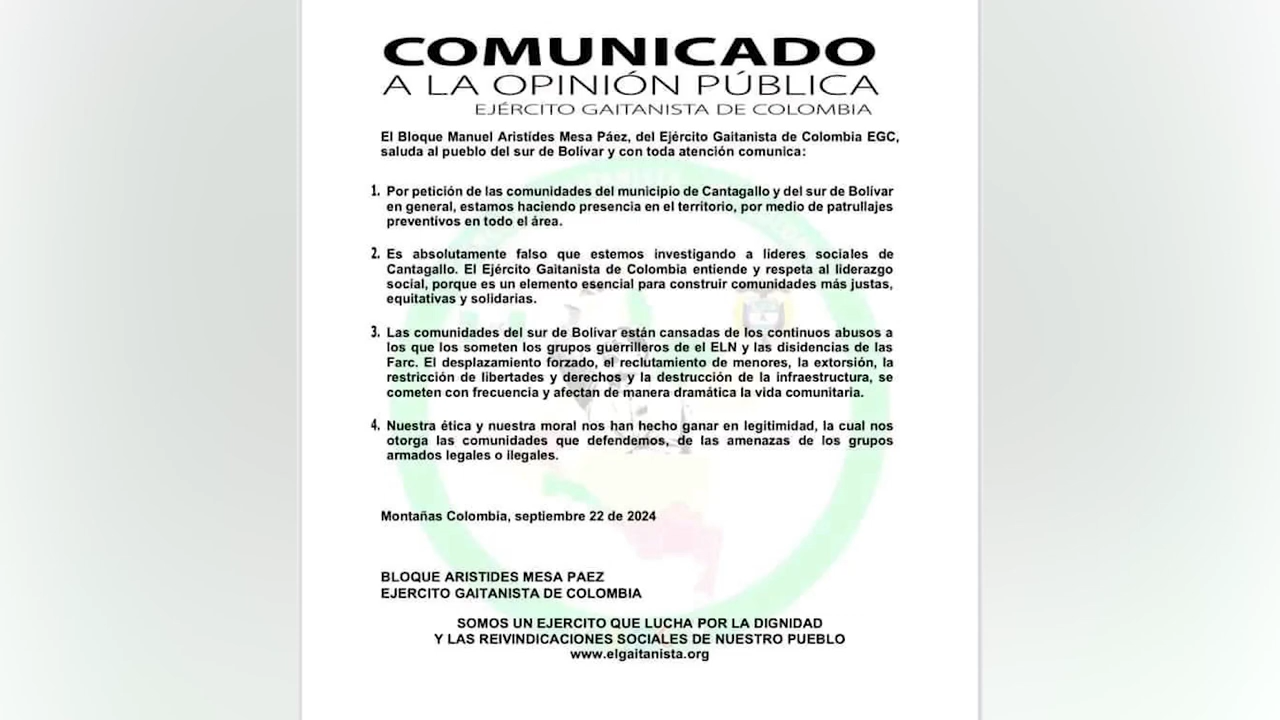 COMUNICADO
A LA OPINIÓN PÚBLICA
EJÉRCITO GAITANISTA DE COLOMBIA
El Bloque Manuel Aristídes Mesa Páez, del Ejército Gaitanista de Colombia EGC,
saluda al pueblo del sur de Bolívar y con toda atención comunica:
1. Por petición de las comunidades del municipio de Cantagallo y del sur de Bolívar
en general, estamos haciendo presencia en el territorio, por medio de patrullajes
preventivos en todo el área.
2. Es absolutamente falso que estemos investigando a líderes sociales de
Cantagallo. El Ejército Gaitanista de Colombia entiende y respeta al liderazgo
social, porque es un elemento esencial para construir comunidades más justas,
equitativas y solidarias.
3. Las comunidades del sur de Bolívar están cansadas de los continuos abusos a
los que los someten los grupos guerrilleros de el ELN y las disidencias de las
Farc. El desplazamiento forzado, el reclutamiento de menores, la extorsión, la
restricción de libertades y derechos y la destrucción de la infraestructura, se
cometen con frecuencia y afectan de manera dramática la vida comunitaria.
4. Nuestra ética y nuestra moral nos han hecho ganar en legitimidad, la cual nos
otorga las comunidades que defendemos, de las amenazas de los grupos
armados legales o ilegales.
Montañas Colombia, septiembre 22 de 2024
BLOQUE ARISTIDES MESA PAEZ
EJERCITO GAITANISTA DE COLOMBIA
SOMOS UN EJERCITO QUE LUCHA POR LA DIGNIDAD
Y LAS REIVINDICACIONES SOCIALES DE NUESTRO PUEBLO
www.elgaitanista.org